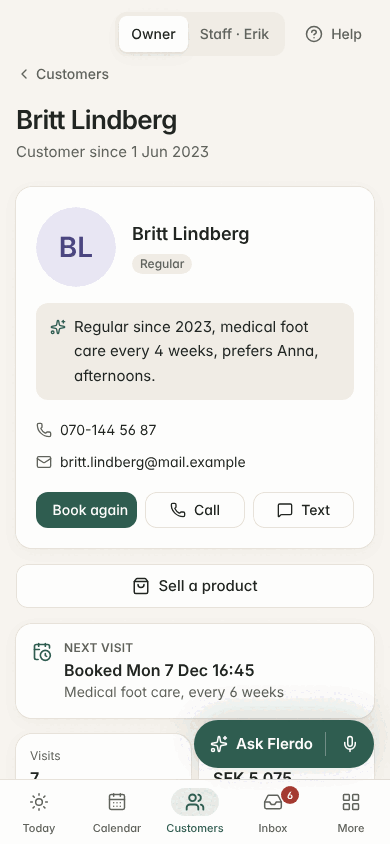 Owner
Staff · Erik
Help
Customers
Britt Lindberg
Customer since 1 Jun 2023
BL
Britt Lindberg
Regular
Regular since 2023, medical foot
care every 4 weeks, prefers Anna,
afternoons.
070-144 56 87
britt.lindberg@mail.example
Book again
Call
Text
Sell a product
NEXT VISIT
Booked Mon 7 Dec 16:45
Medical foot care, every 6 weeks
Visits
Ask Flerdo
7
SEK 5 075
Today
Calendar
Customers
Inbox
6
More